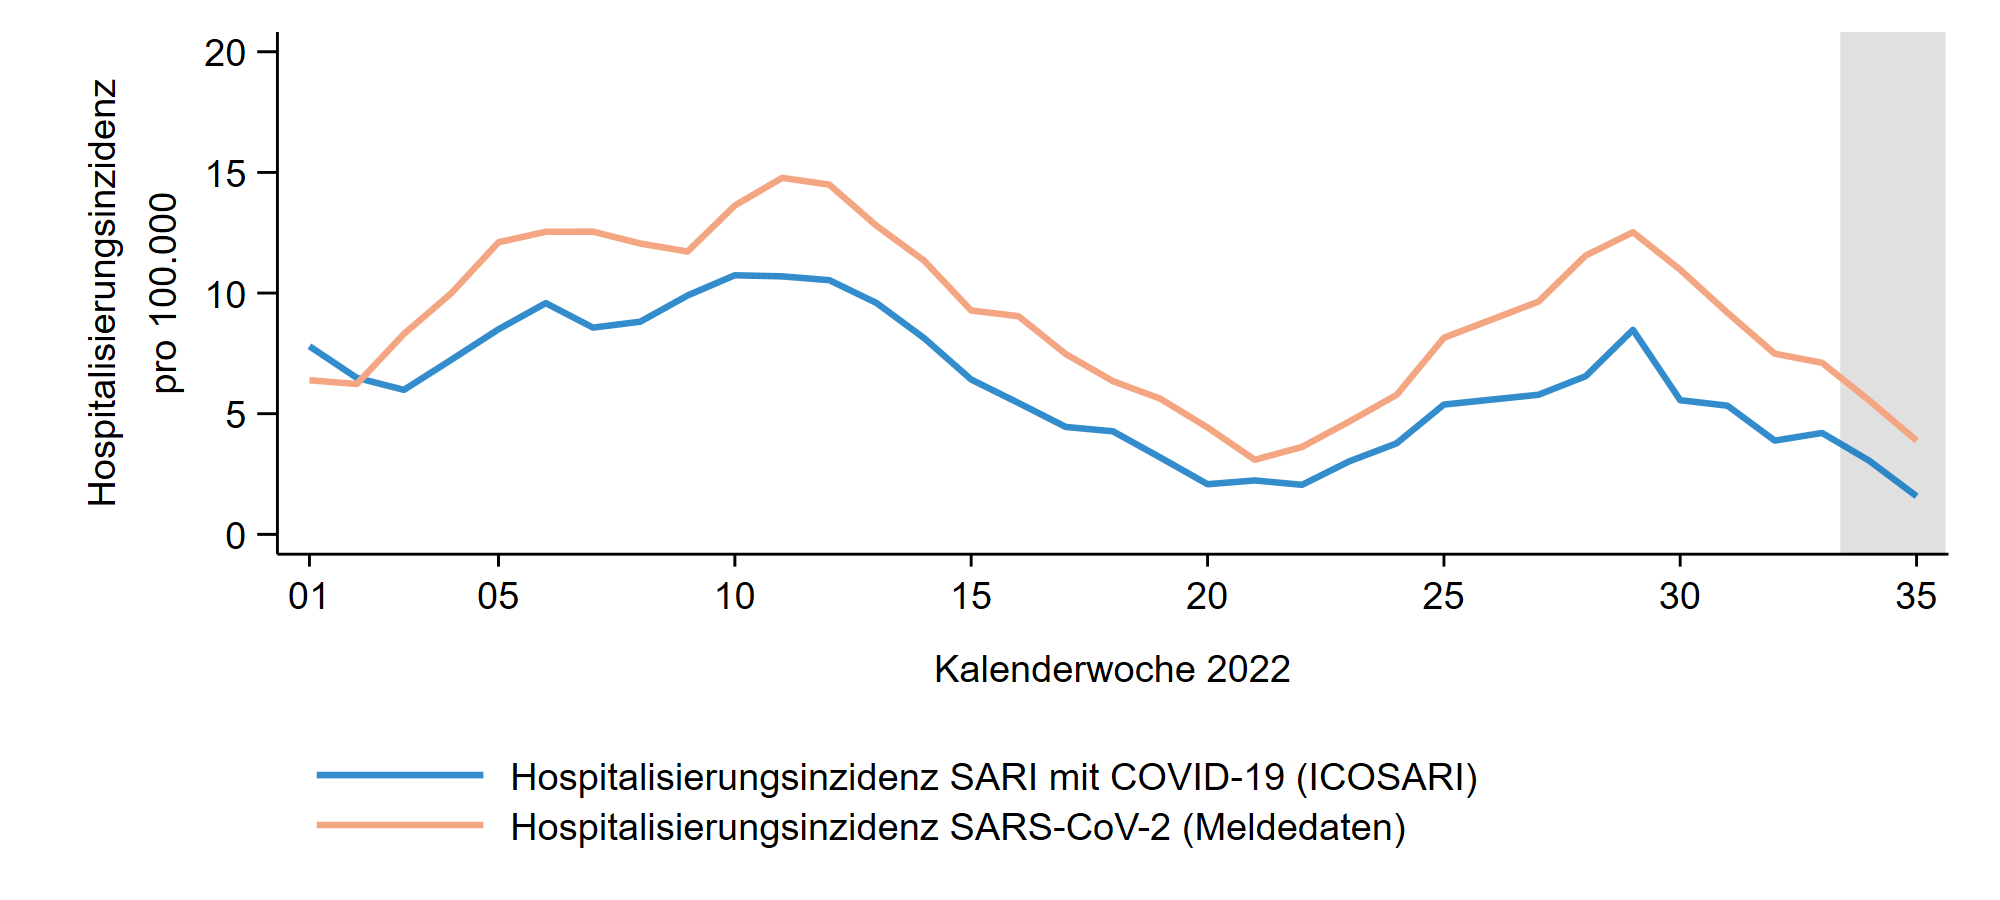 Hospitalisierungsinzidenz
pro 100.000
20
15
10
5
0
01 05 10 15 20 25 30 35
Kalenderwoche 2022
Hospitalisierungsinzidenz SARI mit COVID-19 (ICOSARI)
Hospitalisierungsinzidenz SARS-CoV-2 (Meldedaten)